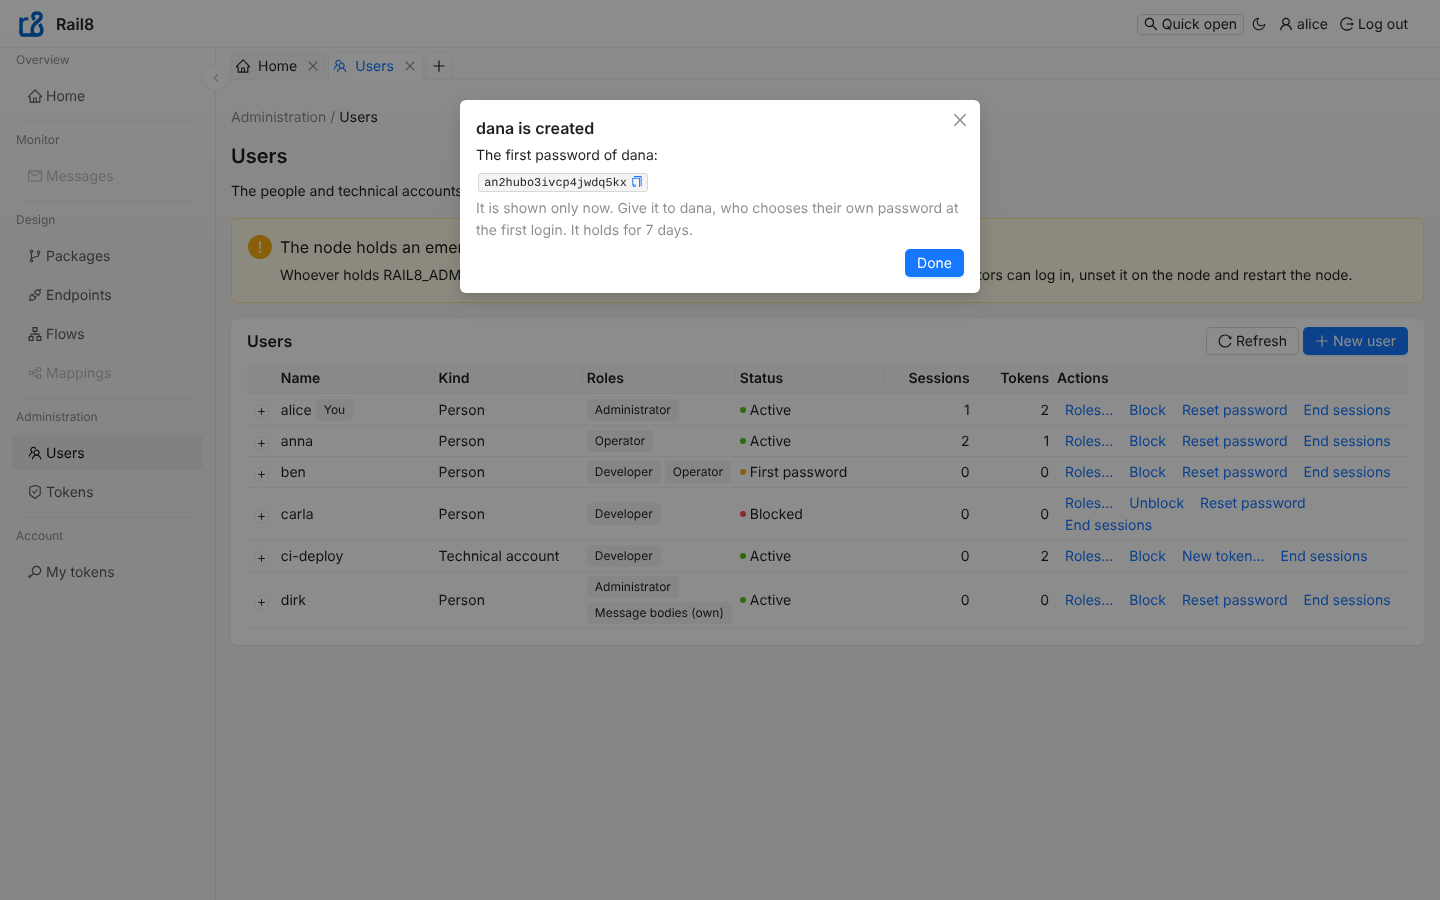 Rail8
Quick open
alice
Log out
Overview
Home
Monitor
Messages
Design
Packages
Endpoints
Flows
Mappings
Administration
Users
Tokens
Account
My tokens
Home
Users
Administration / Users
Users
The people and technical accounts
The node holds an emer
Whoever holds RAIL8_ADM
tors can log in, unset it on the node and restart the node.
dana is created
The first password of dana:
an2hubo3ivcp4jwdq5kx
It is shown only now. Give it to dana, who chooses their own password at
the first login. It holds for 7 days.
Done
Users
Refresh
New user
Name Kind Roles Status Sessions Tokens Actions
alice You Person Administrator Active 1 2 Roles... Block Reset password End sessions
anna Person Operator Active 2 1 Roles... Block Reset password End sessions
ben Person Developer Operator First password 0 0 Roles... Block Reset password End sessions
carla Person Developer Blocked 0 0 Roles... Unblock Reset password
End sessions
ci-deploy Technical account Developer Active 0 2 Roles... Block New token... End sessions
dirk Person Administrator Active 0 0 Roles... Block Reset password End sessions
Message bodies (own)